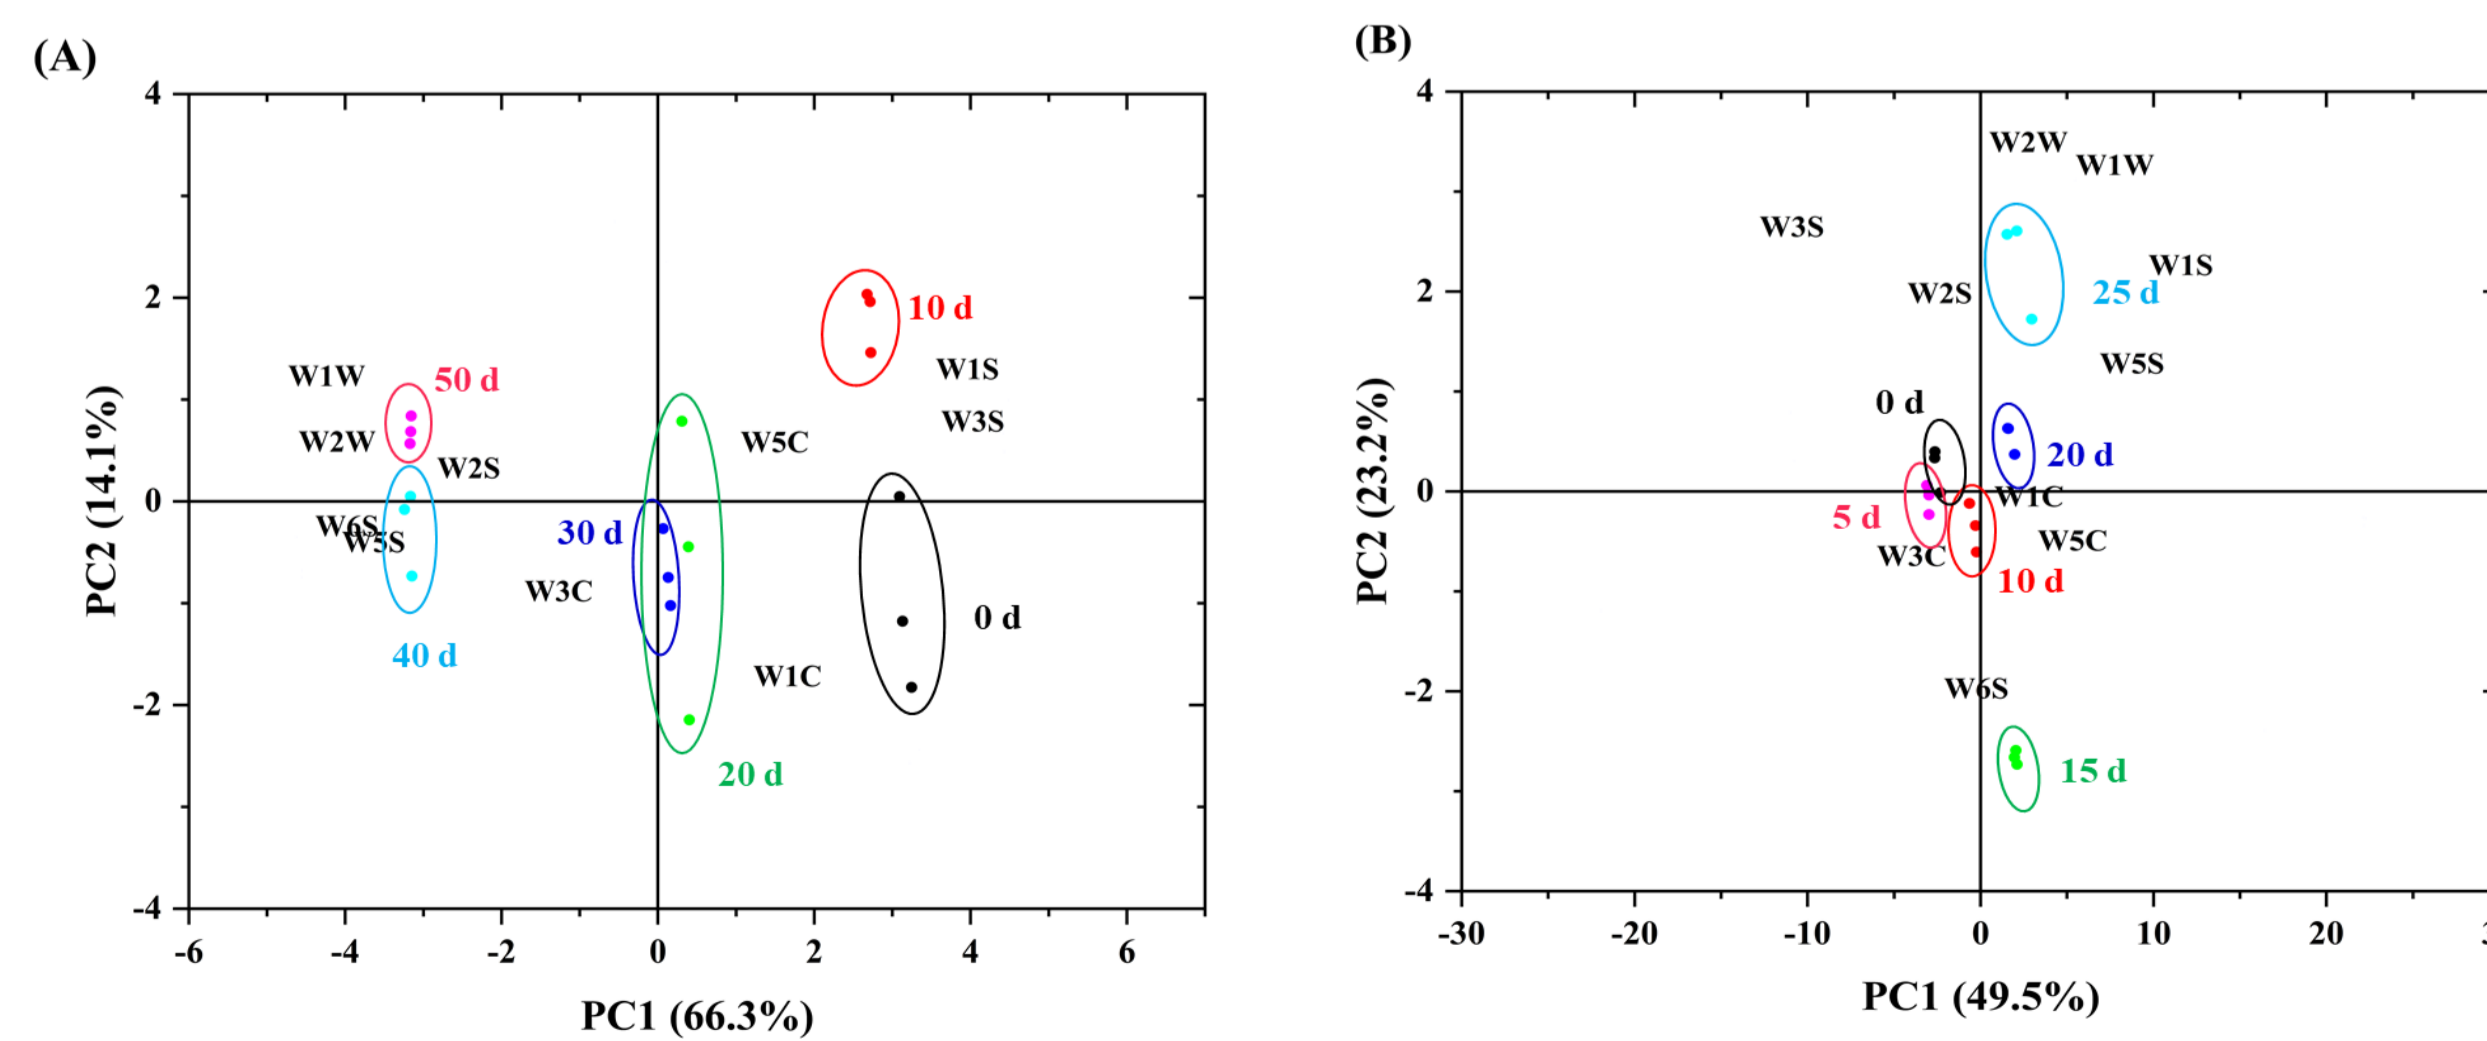 (A)
4
2
0
-2
-4
-6
-4
-2
0
2
4
6
PC2 (14.1%)
PC1 (66.3%)
10 d
W1S
W3S
W1W
50 d
W2W
W2S
W5C
W6S
W5S
30 d
W3C
0 d
40 d
W1C
20 d
(B)
4
2
0
-2
-4
-30
-20
-10
0
10
20
PC2 (23.2%)
PC1 (49.5%)
W2W
W1W
W3S
W1S
W2S
25 d
W5S
0 d
20 d
W1C
5 d
W5C
W3C
10 d
W6S
15 d